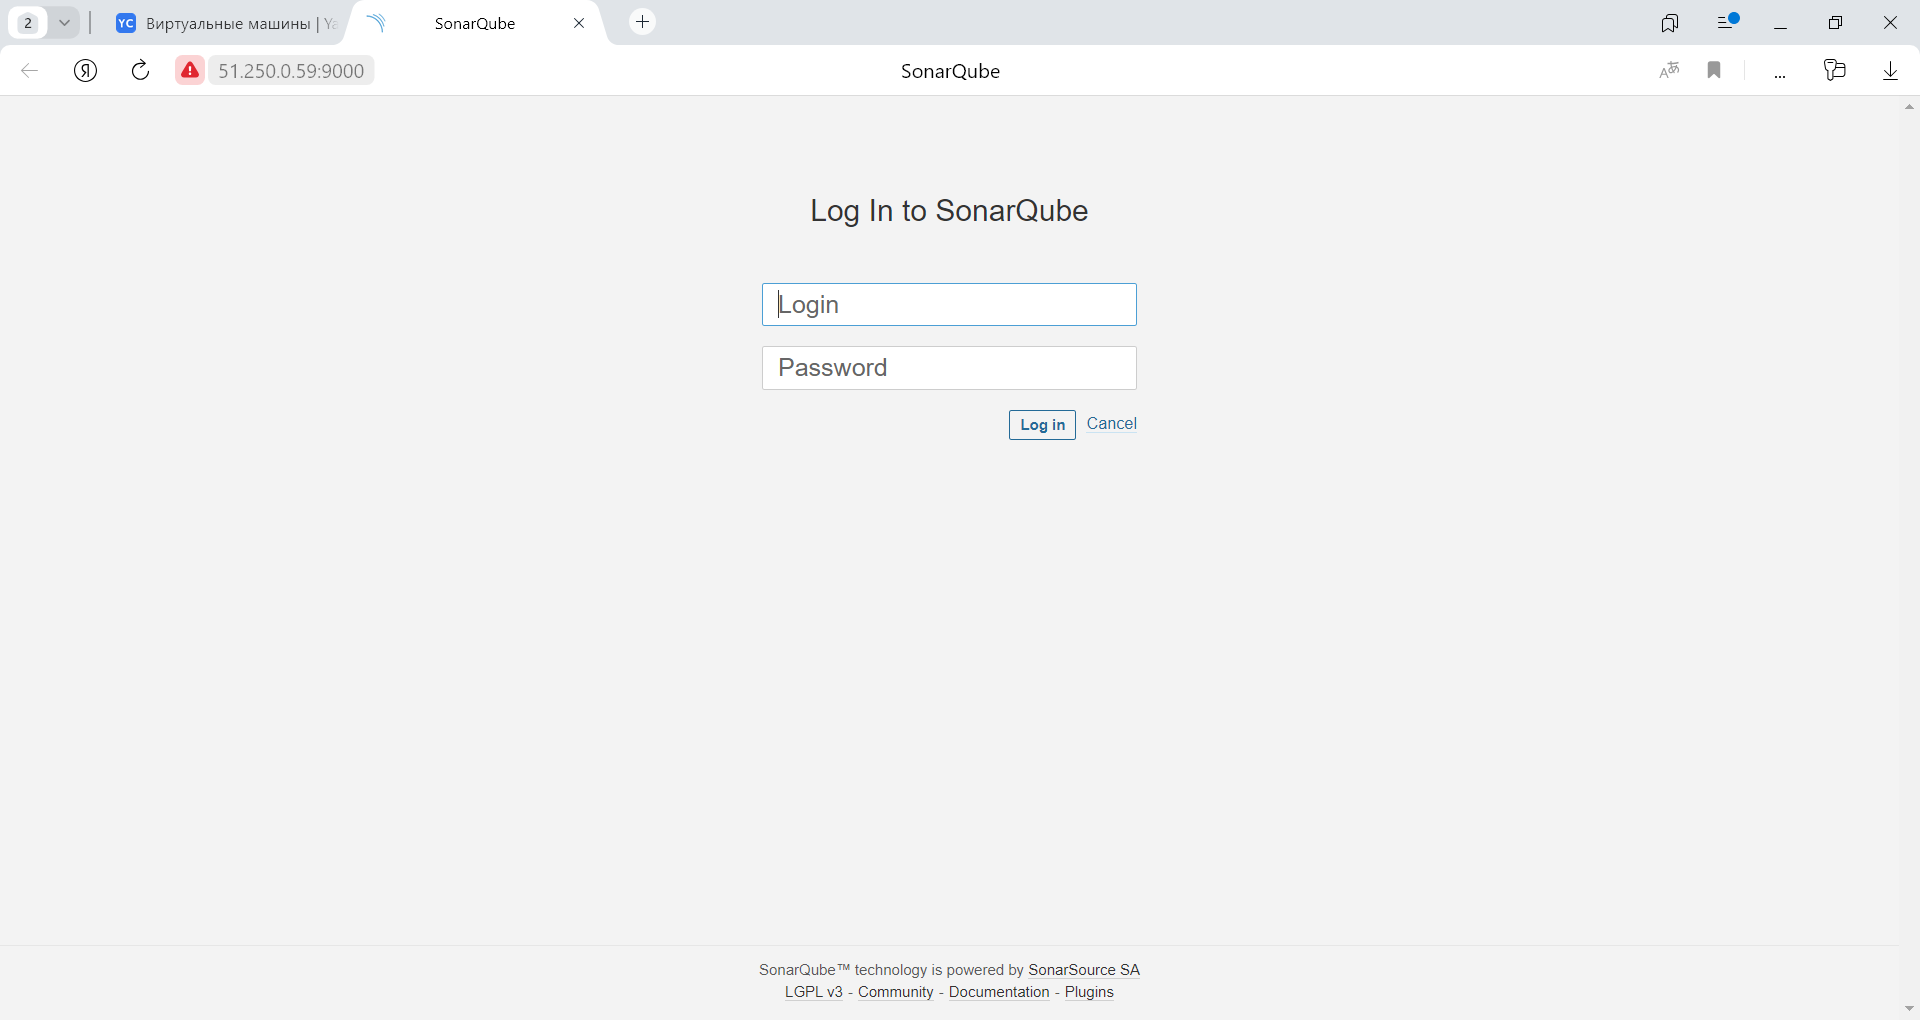 2
YC Виртуальные машины | Ya
SonarQube
Я
51.250.0.59:9000
SonarQube
...
Log In to SonarQube
Login
Password
Log in Cancel
SonarQube™ technology is powered by SonarSource SA
LGPL v3 - Community - Documentation - Plugins